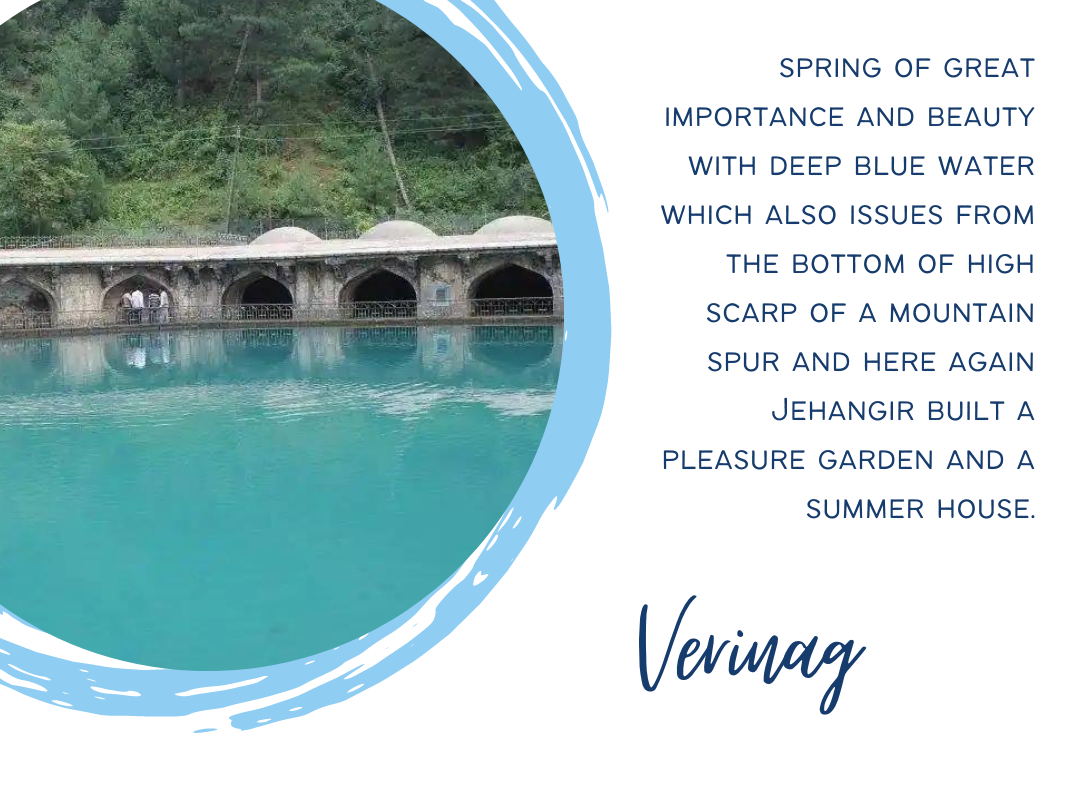 SPRING OF GREAT
IMPORTANCE AND BEAUTY
WITH DEEP BLUE WATER
WHICH ALSO ISSUES FROM
THE BOTTOM OF HIGH
SCARP OF A MOUNTAIN
SPUR AND HERE AGAIN
JEHANGIR BUILT A
PLEASURE GARDEN AND A
SUMMER HOUSE.
Verinag